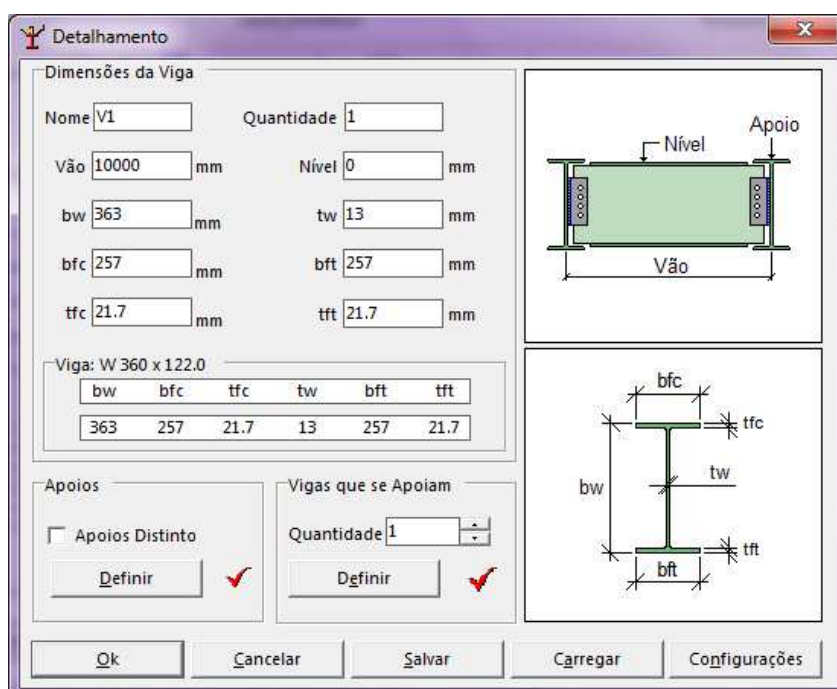 Detalhamento
Dimensões da Viga
Nome V1 Quantidade 1
Vão 10000 mm Nível 0 mm
bw 363 mm tw 13 mm
bfc 257 mm bft 257 mm
tfc 21.7 mm tft 21.7 mm
Viga: W 360 x 122.0
bw bfc tfc tw bft tft
363 257 21.7 13 257 21.7
Apoios
Apoios Distinto
Definir
Vigas que se Apoiam
Quantidade 1
Definir
Apoio
Nível
Vão
bfc
tfc
bw
tw
tft
bft
Ok Cancelar Salvar Carregar Configurações